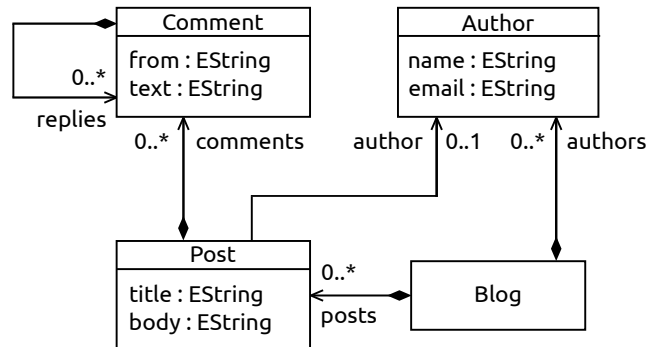 Comment
from : EString
text : EString
0..*
replies
Author
name : EString
email : EString
0..*
comments
author
0..1
0..*
authors
Post
title : EString
body : EString
0..*
posts
Blog